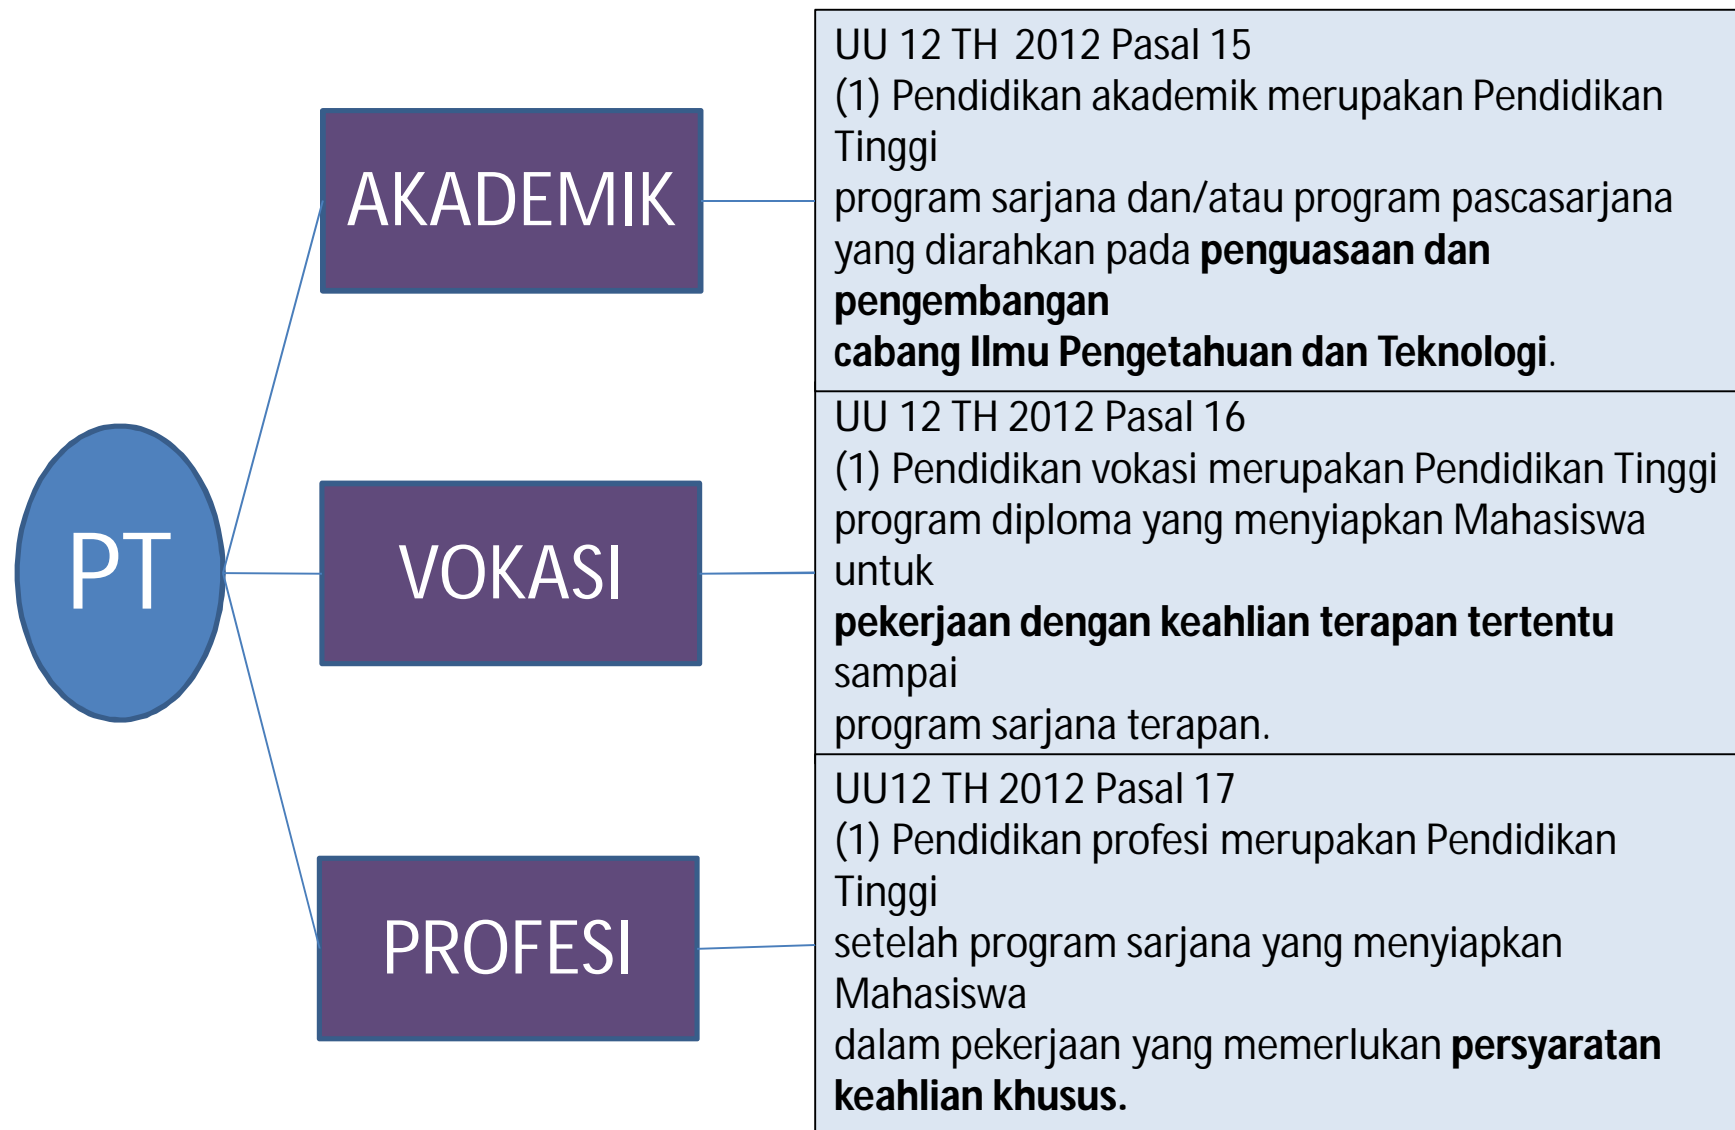 PT
AKADEMIK
UU 12 TH 2012 Pasal 15
(1) Pendidikan akademik merupakan Pendidikan
Tinggi
program sarjana dan/atau program pascasarjana
yang diarahkan pada penguasaan dan
pengembangan
cabang Ilmu Pengetahuan dan Teknologi.
VOKASI
UU 12 TH 2012 Pasal 16
(1) Pendidikan vokasi merupakan Pendidikan Tinggi
program diploma yang menyiapkan Mahasiswa
untuk
pekerjaan dengan keahlian terapan tertentu
sampai
program sarjana terapan.
PROFESI
UU12 TH 2012 Pasal 17
(1) Pendidikan profesi merupakan Pendidikan
Tinggi
setelah program sarjana yang menyiapkan
Mahasiswa
dalam pekerjaan yang memerlukan persyaratan
keahlian khusus.